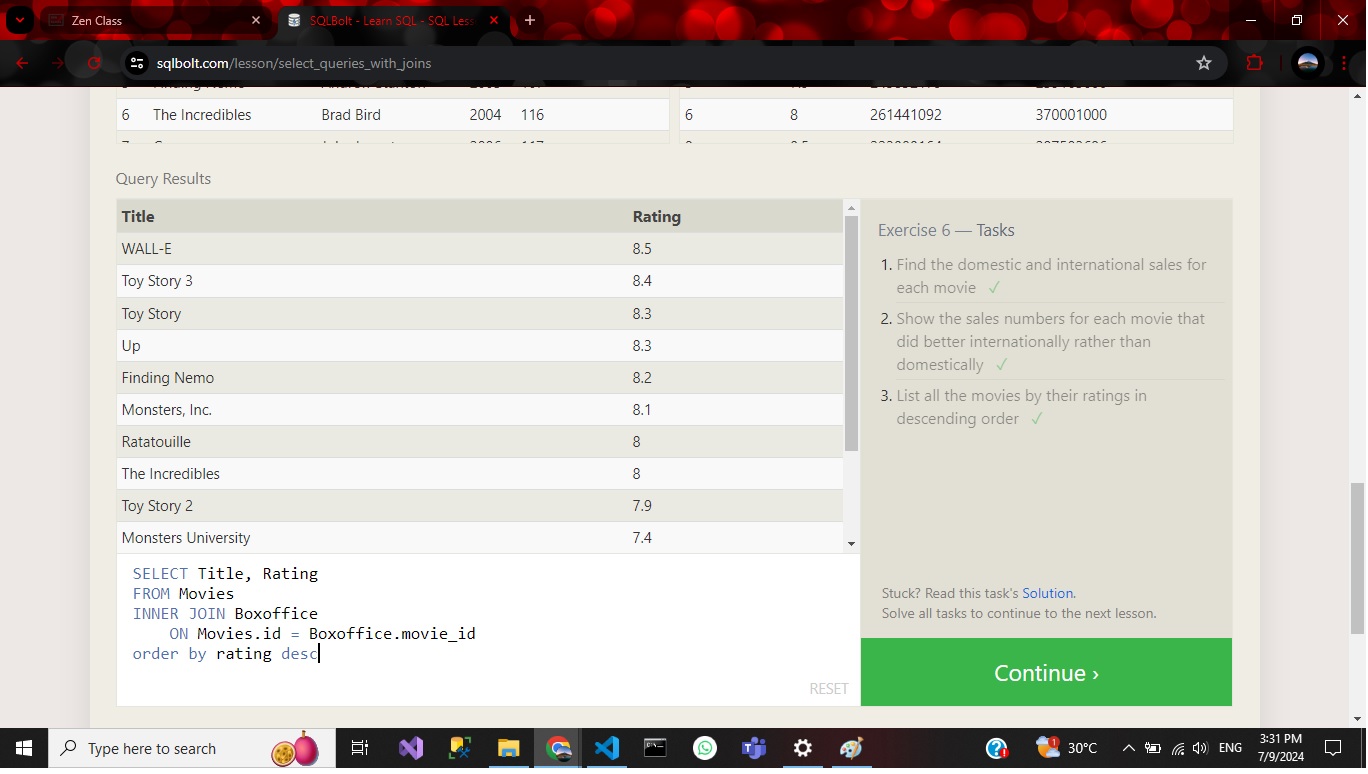 Zen Class
SQLBolt - Learn SQL - SQL Less
sqlbolt.com/lesson/select_queries_with_joins
6 The Incredibles Brad Bird 2004 116
6 8 261441092 370001000
Query Results
Title Rating
WALL-E 8.5
Toy Story 3 8.4
Toy Story 8.3
Up 8.3
Finding Nemo 8.2
Monsters, Inc. 8.1
Ratatouille 8
The Incredibles 8
Toy Story 2 7.9
Monsters University 7.4
SELECT Title, Rating
FROM Movies
INNER JOIN Boxoffice
ON Movies.id = Boxoffice.movie_id
order by rating desc
RESET
Exercise 6 — Tasks
1. Find the domestic and international sales for
each movie ✓
2. Show the sales numbers for each movie that
did better internationally rather than
domestically ✓
3. List all the movies by their ratings in
descending order ✓
Stuck? Read this task's Solution.
Solve all tasks to continue to the next lesson.
Continue ›
Type here to search
1
30°C
ENG
3:31 PM
7/9/2024